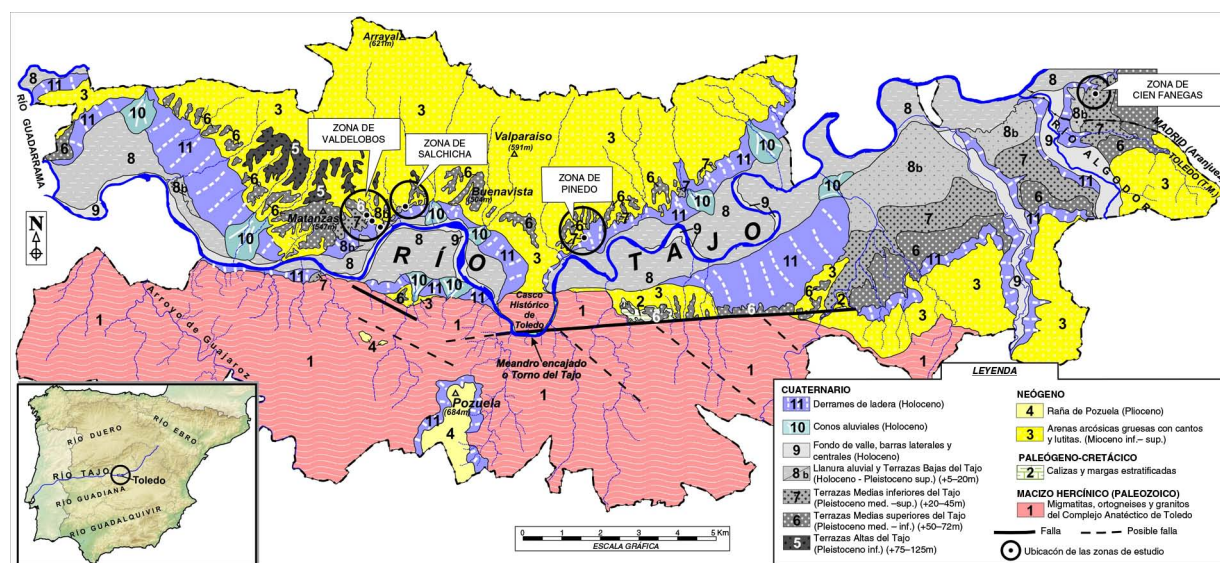 Arrayal
(621m)
RÍO GUADARRAMA
ZONA DE
VALDELOBOS
ZONA DE
SALCHICHA
Valparaiso
(591m)
Buenavista
(504m)
ZONA DE
PINEDO
Matanzas
(547m)
ZONA DE
CIEN FANEGAS
MADRID (Aranjuez)
TOLEDO (T.M.)
RÍO ALGODOR
RÍO TAJO
N
Arroyo de Guajaroz
Casco
Histórico
de
Toledo
Meandro encajado
o Torno del Tajo
Pozuela
(684m)
RÍO DUERO
RÍO EBRO
RÍO TAJO
Toledo
RÍO GUADIANA
RÍO GUADALQUIVIR
0 1 2 3 4 5 Km
ESCALA GRÁFICA
LEYENDA
CUATERNARIO
11 Derrames de ladera (Holoceno)
10 Conos aluviales (Holoceno)
9 Fondo de valle, barras laterales y
centrales (Holoceno)
8b Llanura aluvial y Terrazas Bajas del Tajo
(Holoceno - Pleistoceno sup.) (+5–20m)
7 Terrazas Medias inferiores del Tajo
(Pleistoceno med. –sup.) (+20–45m)
6 Terrazas Medias superiores del Tajo
(Pleistoceno med. – inf.) (+50–72m)
5 Terrazas Altas del Tajo
(Pleistoceno inf.) (+75–125m)
NEÓGENO
4 Raña de Pozuela (Plioceno)
3 Arenas arcósicas gruesas con cantos
y lutitas. (Mioceno inf.– sup.)
PALEÓGENO-CRETÁCICO
2 Calizas y margas estratificadas
MACIZO HERCÍNICO (PALEOZOICO)
1 Migmatitas, ortogneises y granitos
del Complejo Anatéctico de Toledo
Falla
Posible falla
Ubicacón de las zonas de estudio